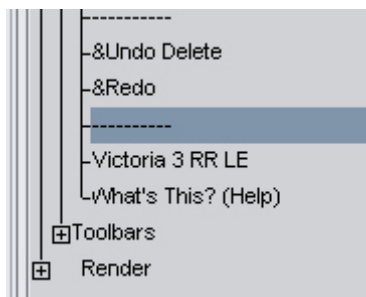 -----------
&Undo Delete
&Redo
-----------
Victoria 3 RR LE
What's This? (Help)
Toolbars
Render